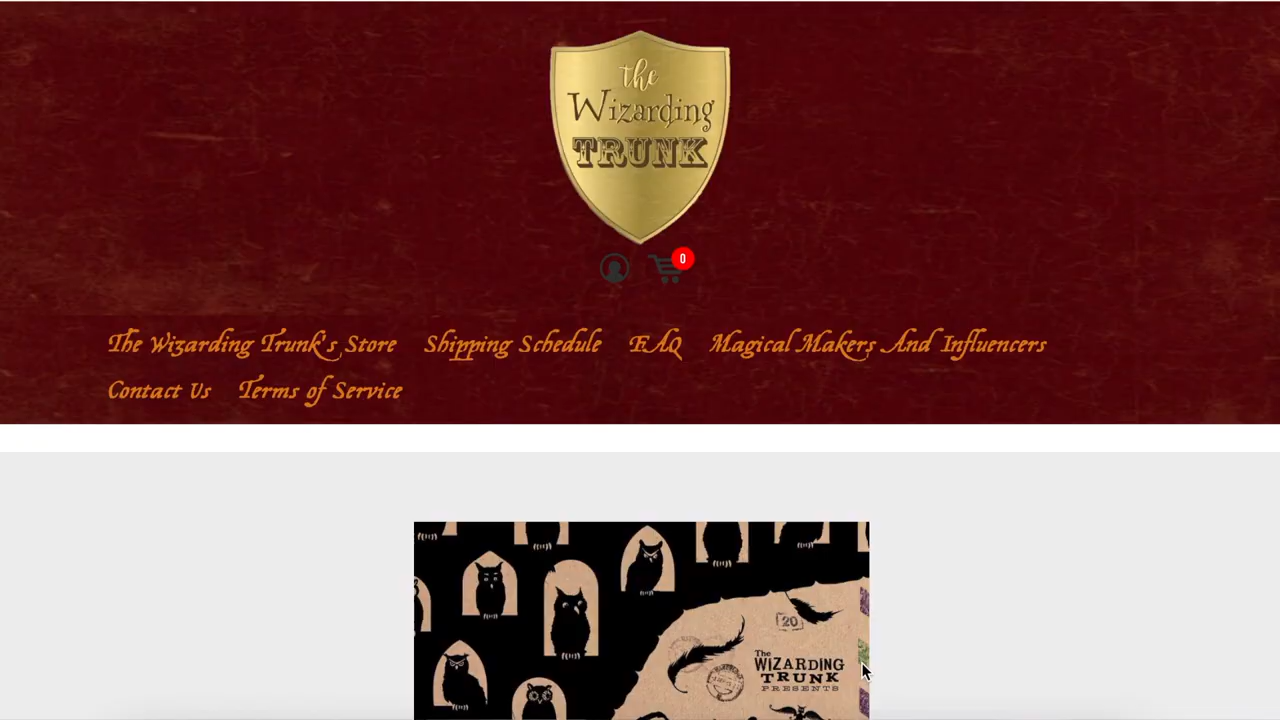 the
Wizarding
TRUNK
0
The Wizarding Trunk's Store Shipping Schedule FAQ Magical Makers And Influencers
Contact Us Terms of Service
20
The
WIZARDING
TRUNK
PRESENTS